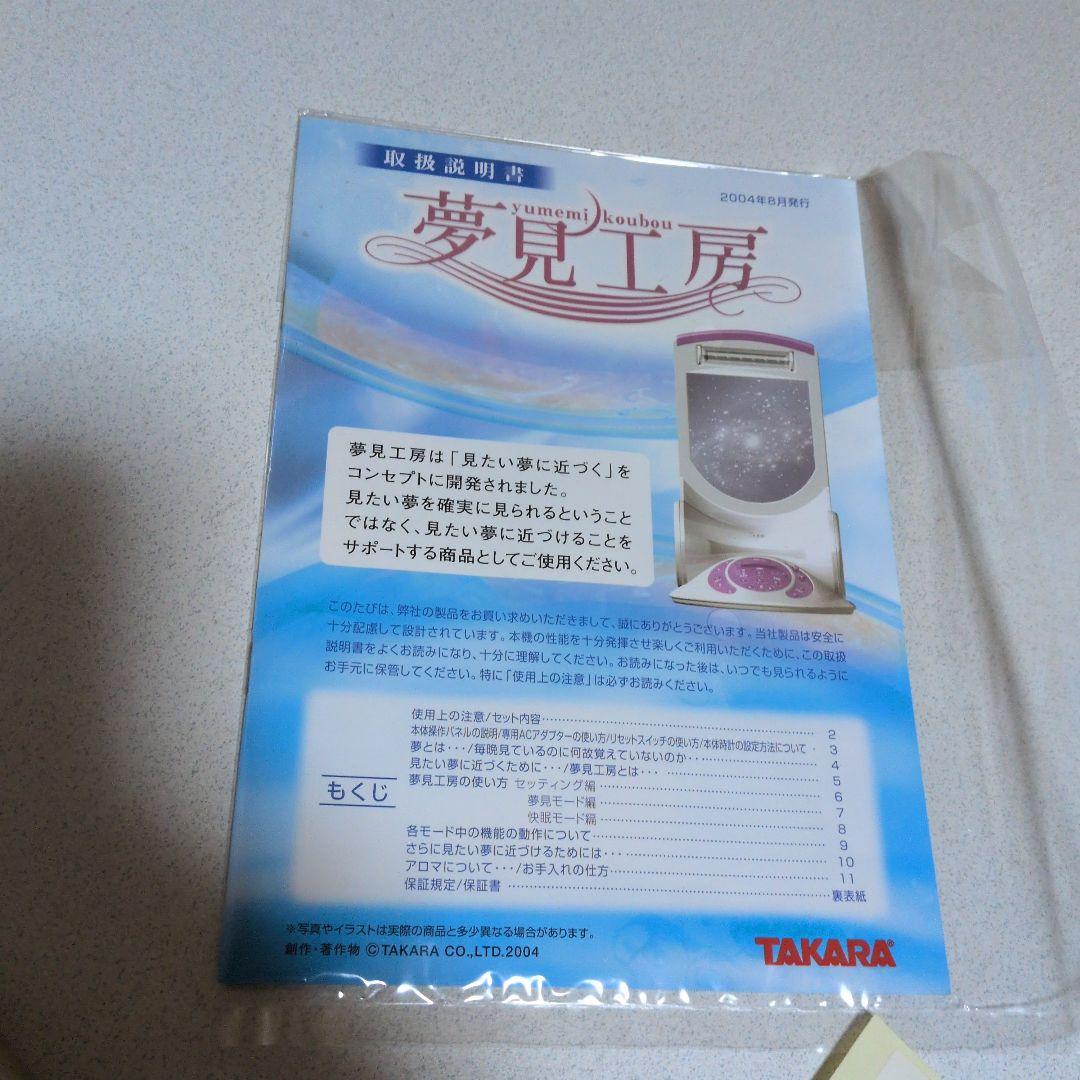 取扱説明書
2004年8月発行
yumemi koubou
夢見工房
夢見工房は「見たい夢に近づく」を
コンセプトに開発されました。
見たい夢を確実に見られるということ
ではなく、見たい夢に近づけることを
サポートする商品としてご使用ください。
このたびは、弊社の製品をお買い求めいただきまして、誠にありがとうございます。当社製品は安全に
十分配慮して設計されています。本機の性能を十分発揮させ楽しくご利用いただくために、この取扱
説明書をよくお読みになり、十分に理解してください。お読みになった後は、いつでも見られるように
お手元に保管してください。特に「使用上の注意」は必ずお読みください。
もくじ
使用上の注意/セット内容 2
本体操作パネルの説明/専用ACアダプターの使い方/リセットスイッチの使い方/本体時計の設定方法について 3
夢とは・・・/毎晩見ているのに何故覚えていないのか 4
見たい夢に近づくために・・・/夢見工房とは・・・ 5
夢見工房の使い方 セッティング編 6
夢見モード編 7
快眠モード編 8
各モード中の機能の動作について 9
さらに見たい夢に近づけるためには・・・ 10
アロマについて・・・/お手入れの仕方 11
保証規定/保証書 裏表紙
※写真やイラストは実際の商品と多少異なる場合があります。
創作・著作物 ©TAKARA CO.,LTD.2004
TAKARA®